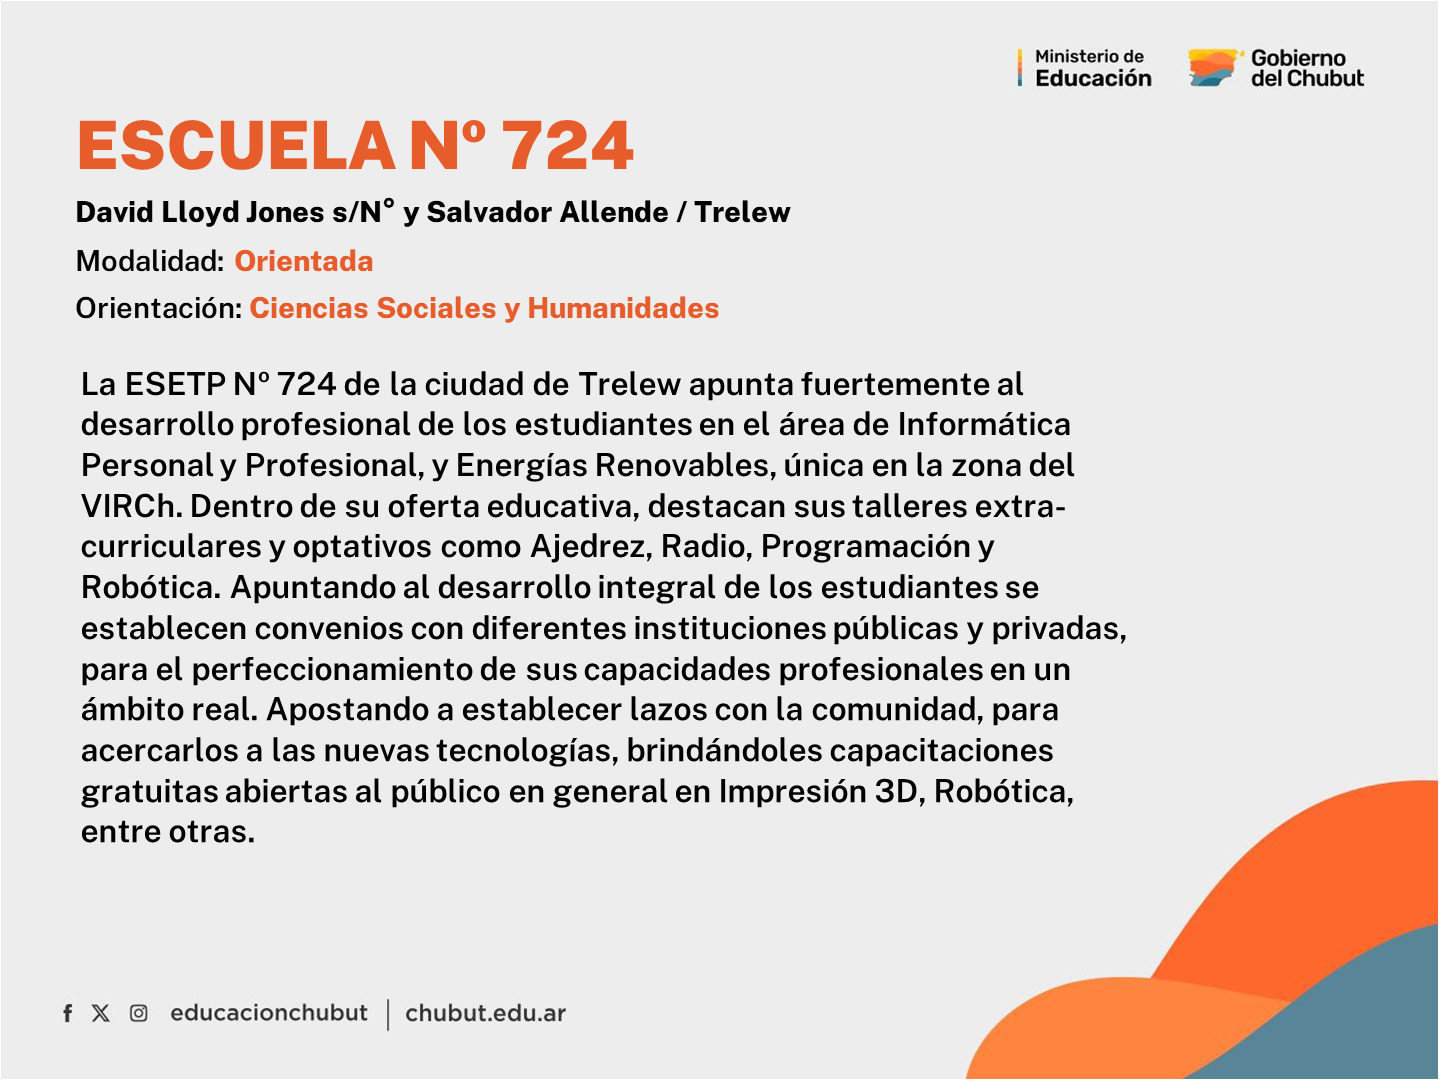 Ministerio de
Educación
Gobierno
del Chubut
ESCUELA Nº 724
David Lloyd Jones s/N° y Salvador Allende / Trelew
Modalidad: Orientada
Orientación: Ciencias Sociales y Humanidades
La ESETP Nº 724 de la ciudad de Trelew apunta fuertemente al
desarrollo profesional de los estudiantes en el área de Informática
Personal y Profesional, y Energías Renovables, única en la zona del
VIRCh. Dentro de su oferta educativa, destacan sus talleres extra-
curriculares y optativos como Ajedrez, Radio, Programación y
Robótica. Apuntando al desarrollo integral de los estudiantes se
establecen convenios con diferentes instituciones públicas y privadas,
para el perfeccionamiento de sus capacidades profesionales en un
ámbito real. Apostando a establecer lazos con la comunidad, para
acercarlos a las nuevas tecnologías, brindándoles capacitaciones
gratuitas abiertas al público en general en Impresión 3D, Robótica,
entre otras.
educacionchubut | chubut.edu.ar